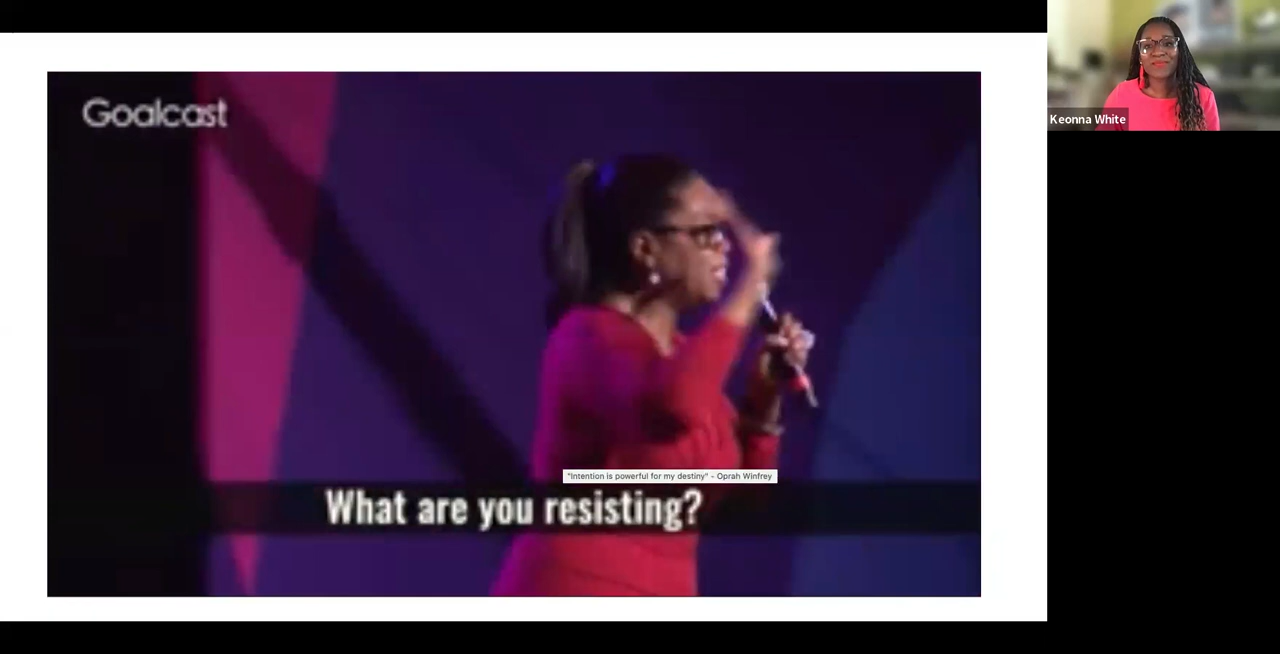 Goalcast
Keonna White
"Intention is powerful for my destiny" - Oprah Winfrey
What are you resisting?